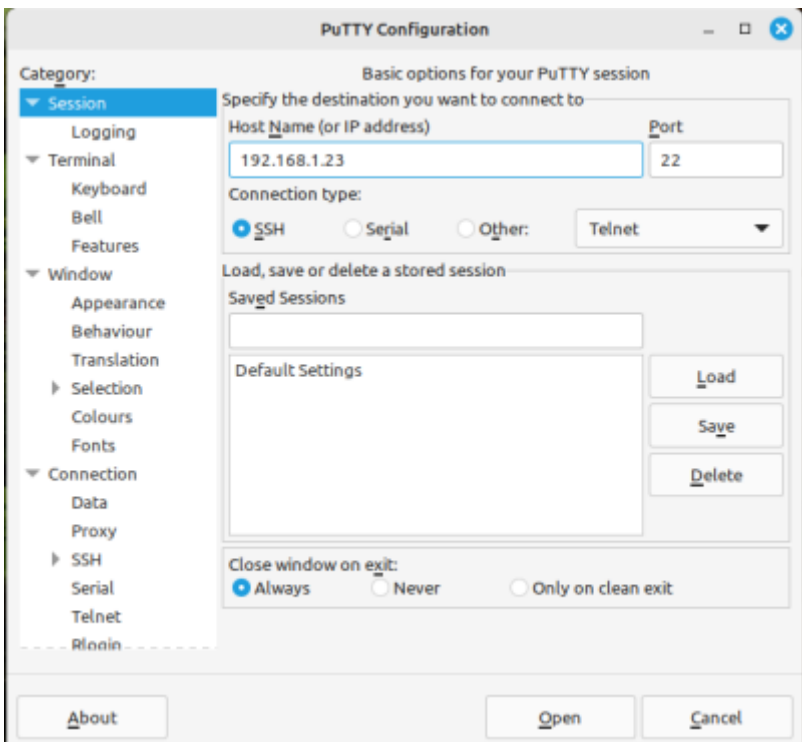 PuTTY Configuration
Category:
Session
Logging
Terminal
Keyboard
Bell
Features
Window
Appearance
Behaviour
Translation
Selection
Colours
Fonts
Connection
Data
Proxy
SSH
Serial
Telnet
Rlogin
Basic options for your PuTTY session
Specify the destination you want to connect to
Host Name (or IP address) Port
192.168.1.23 22
Connection type:
SSH Serial Other: Telnet
Load, save or delete a stored session
Saved Sessions
Default Settings
Load
Save
Delete
Close window on exit:
Always Never Only on clean exit
About Open Cancel